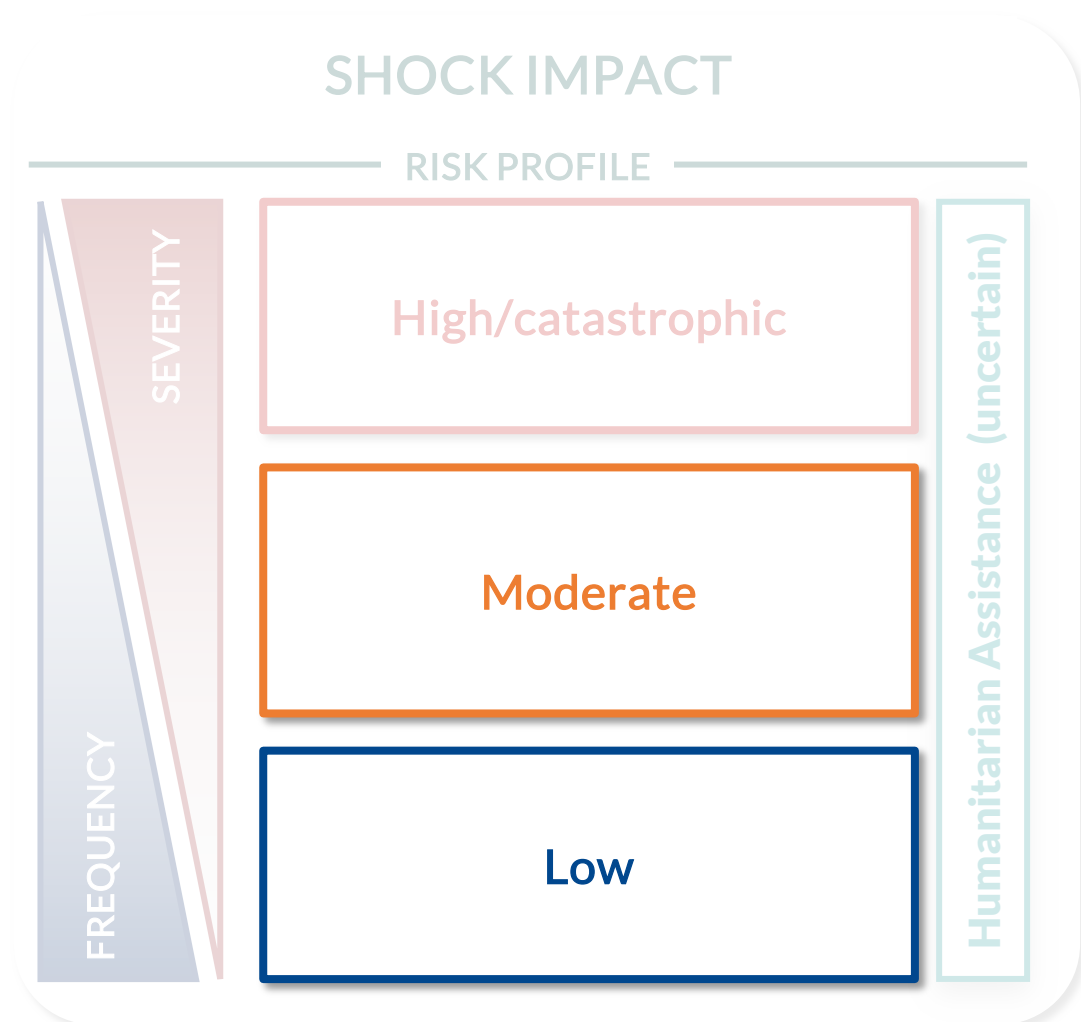 SHOCK IMPACT
RISK PROFILE
SEVERITY
FREQUENCY
High/catastrophic
Moderate
Low
Humanitarian Assistance (uncertain)